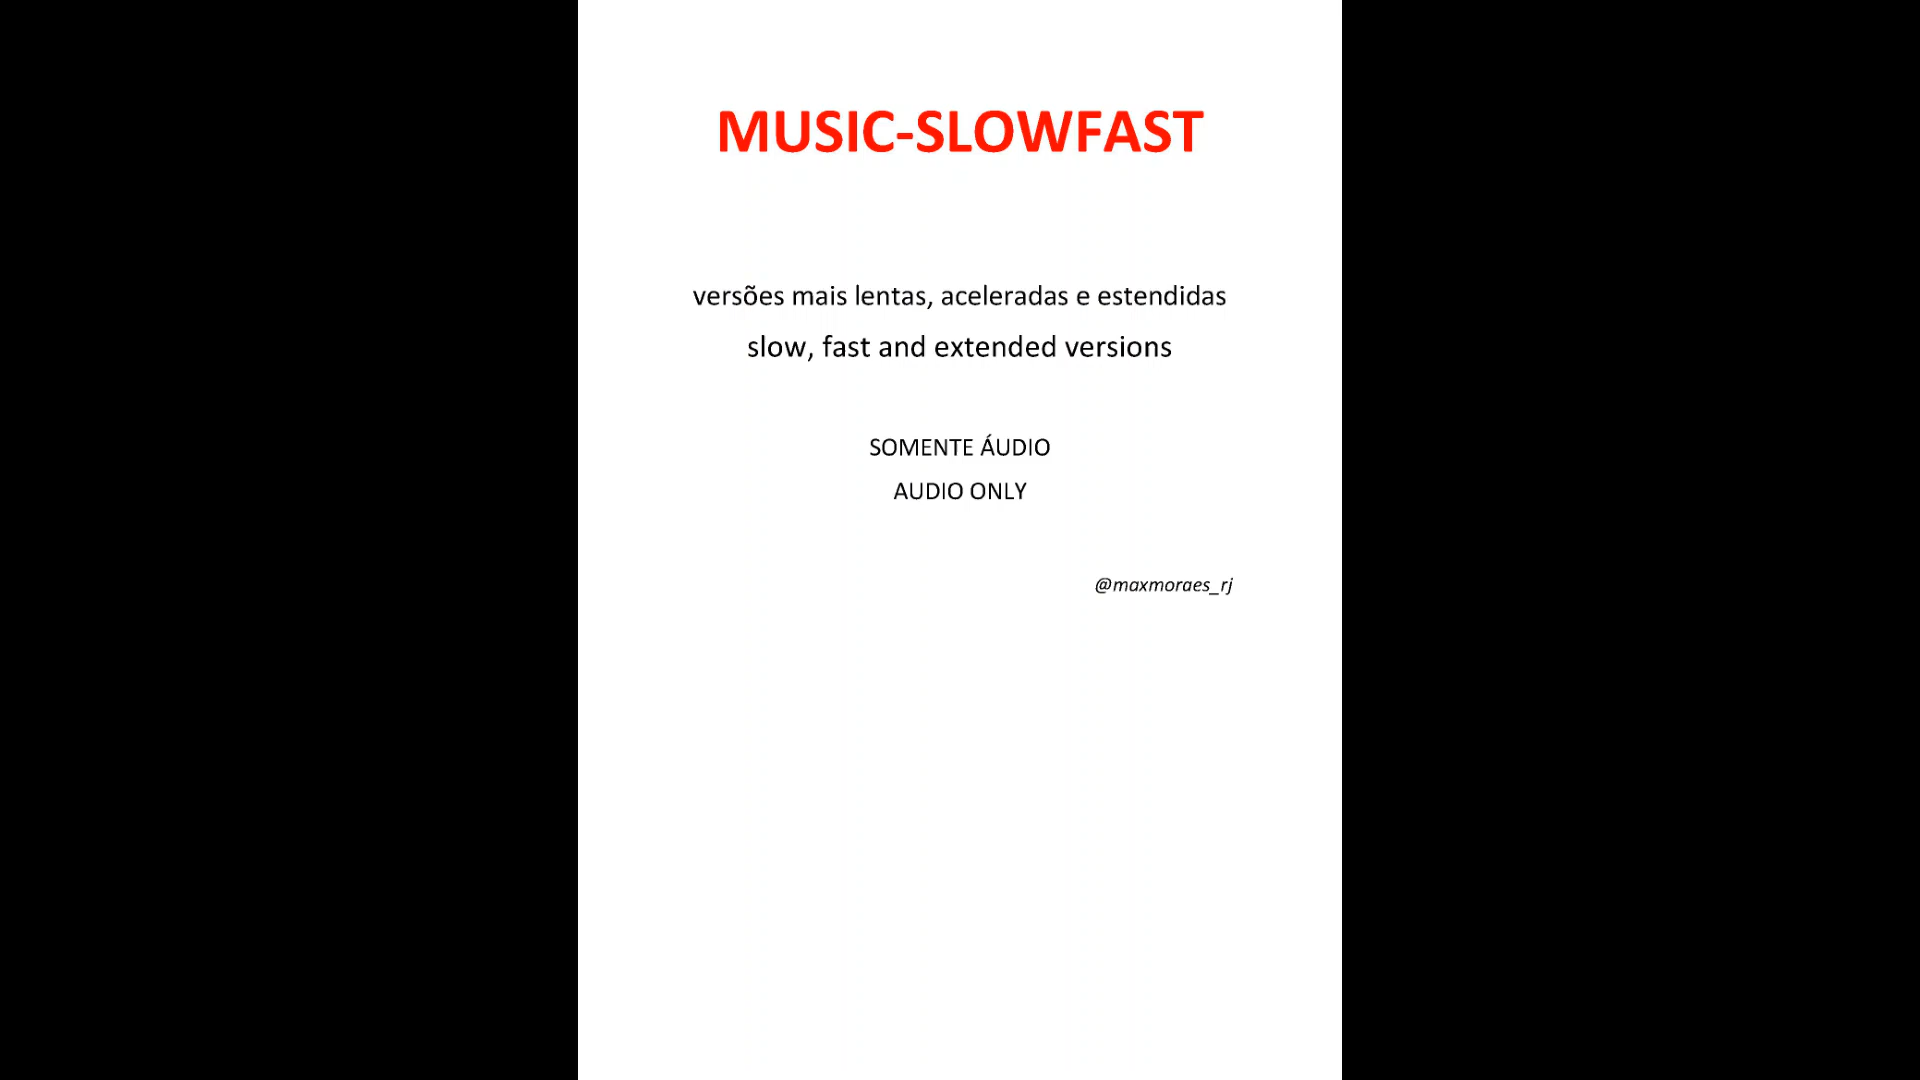 MUSIC-SLOWFAST
versões mais lentas, aceleradas e estendidas
slow, fast and extended versions
SOMENTE ÁUDIO
AUDIO ONLY
@maxmoraes_rj